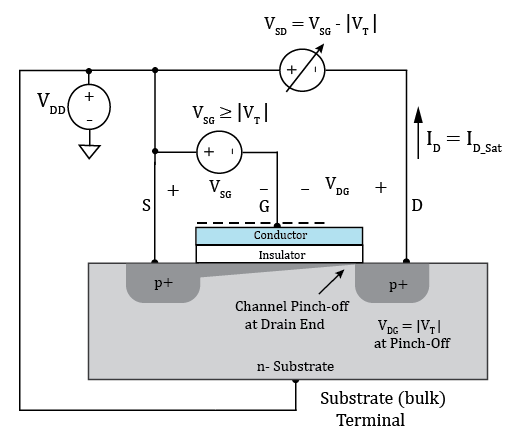 V_SD = V_SG - |V_T|
+ -
V_DD
+
-
V_SG ≥ |V_T|
+ -
I_D = I_D_Sat
+ V_SG - - V_DG +
S G D
Conductor
Insulator
p+ p+
Channel Pinch-off
at Drain End
V_DG = |V_T|
at Pinch-Off
n- Substrate
Substrate (bulk)
Terminal